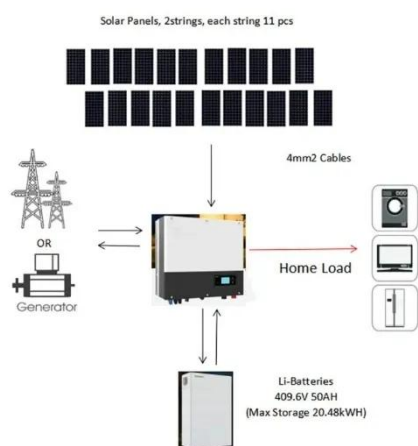 Solar Panels, 2strings, each string 11 pcs
4mm2 Cables
OR
Generator
Home Load
Li-Batteries
409.6V 50AH
(Max Storage 20.48kWH)